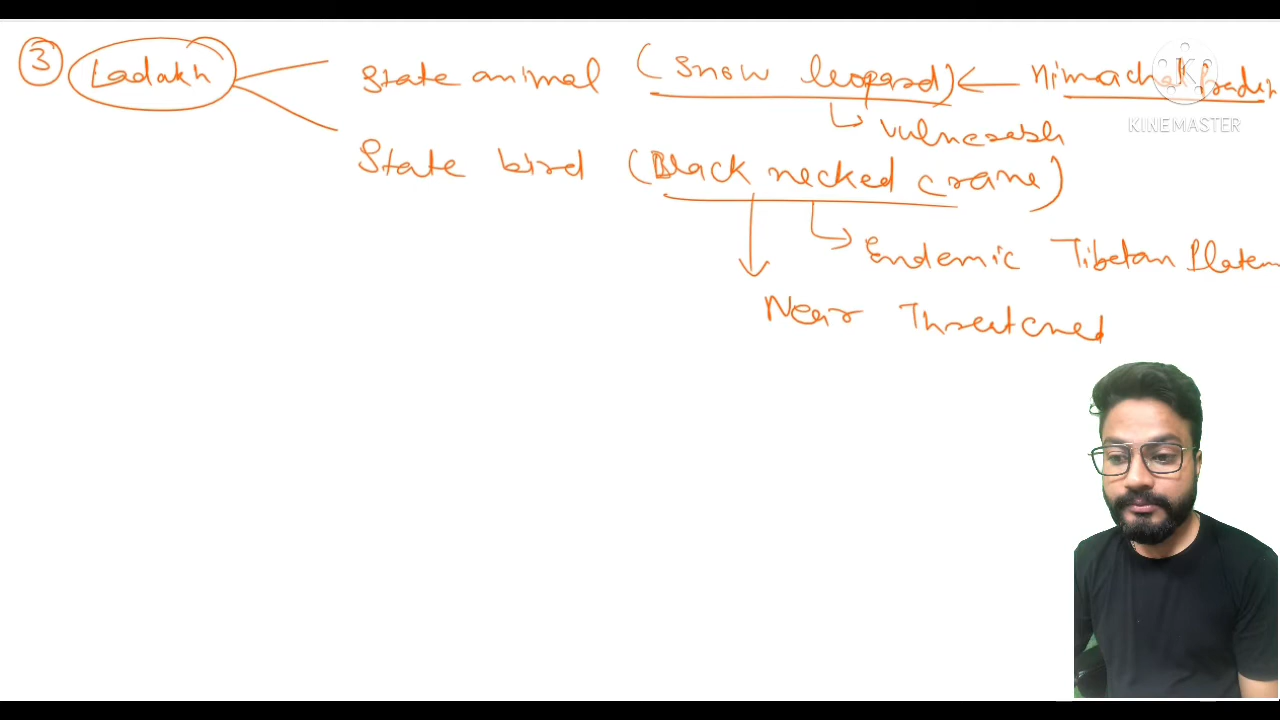 3 Ladakh
State animal (Snow leopard) ← Himachal Pradesh
Vulnerable
State bird (Black necked crane)
Endemic Tibetan Plateau
Near Threatened
KINEMASTER